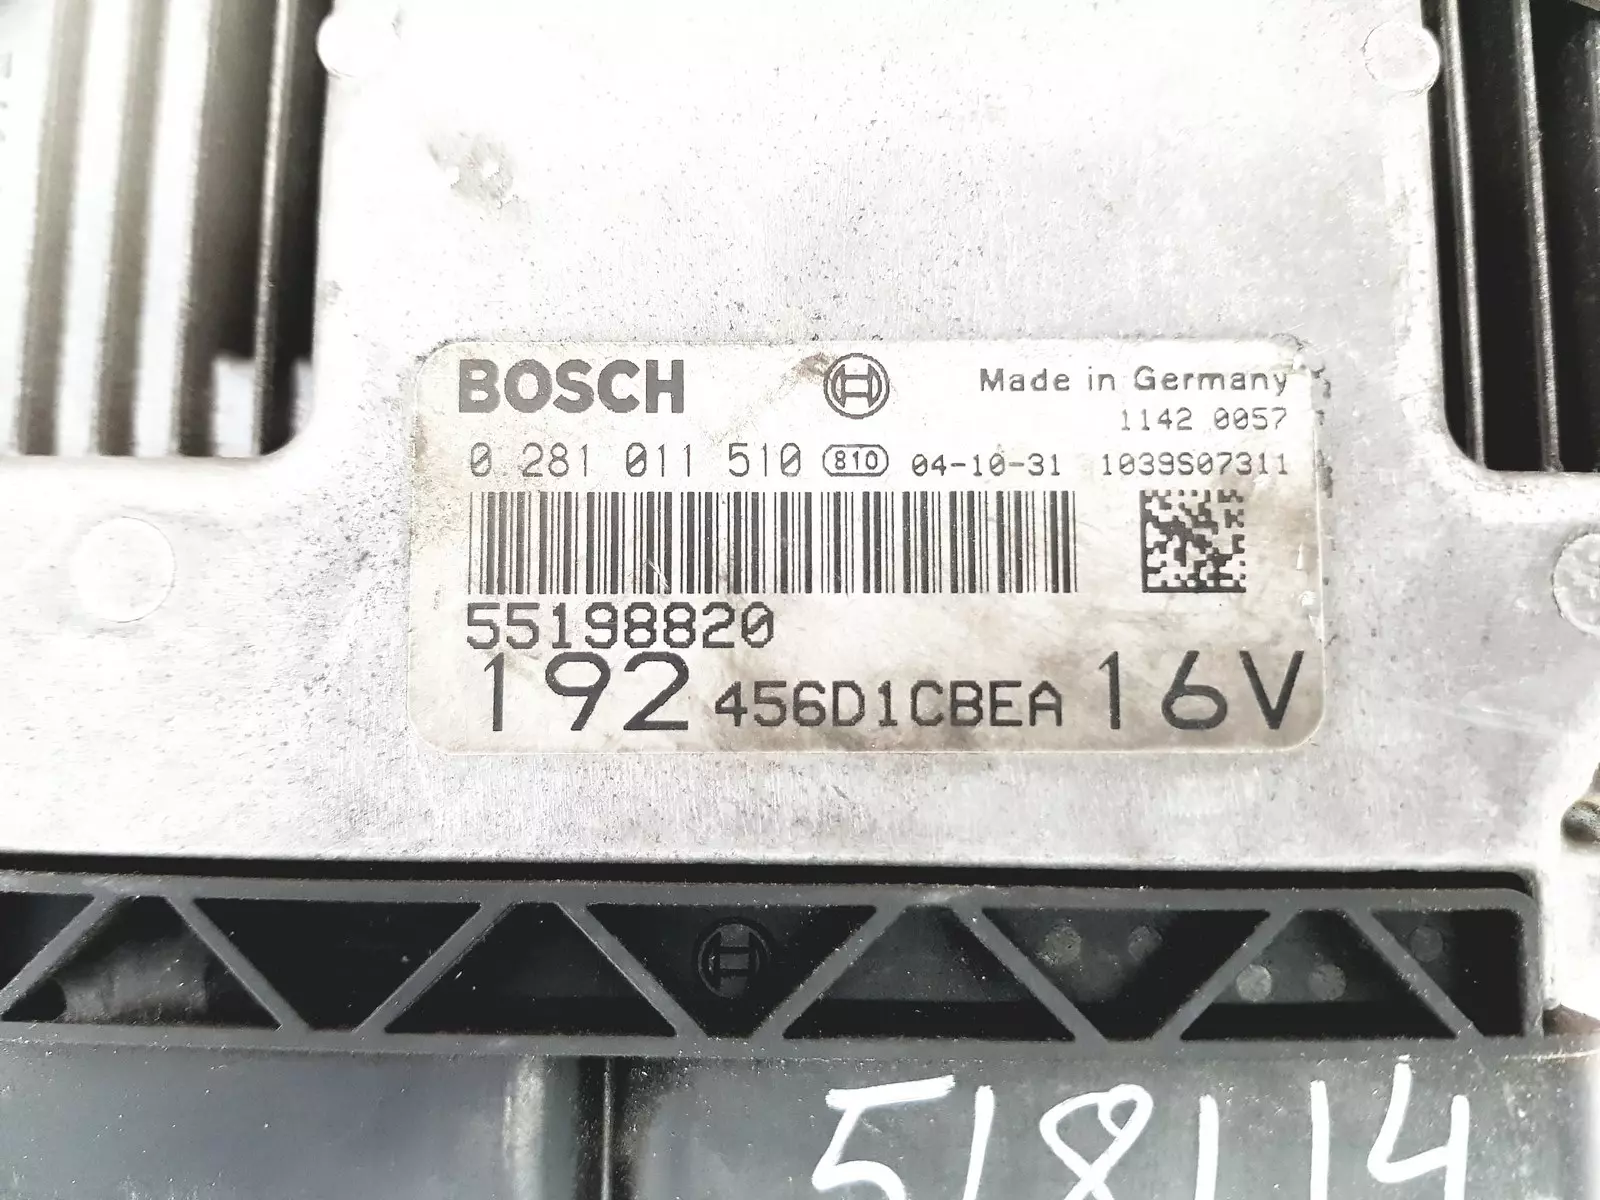 BOSCH Made in Germany
1142 0057
0 281 011 510 810 04-10-31 1039S07311
55198820
192 456D1CBEA 16V
518114